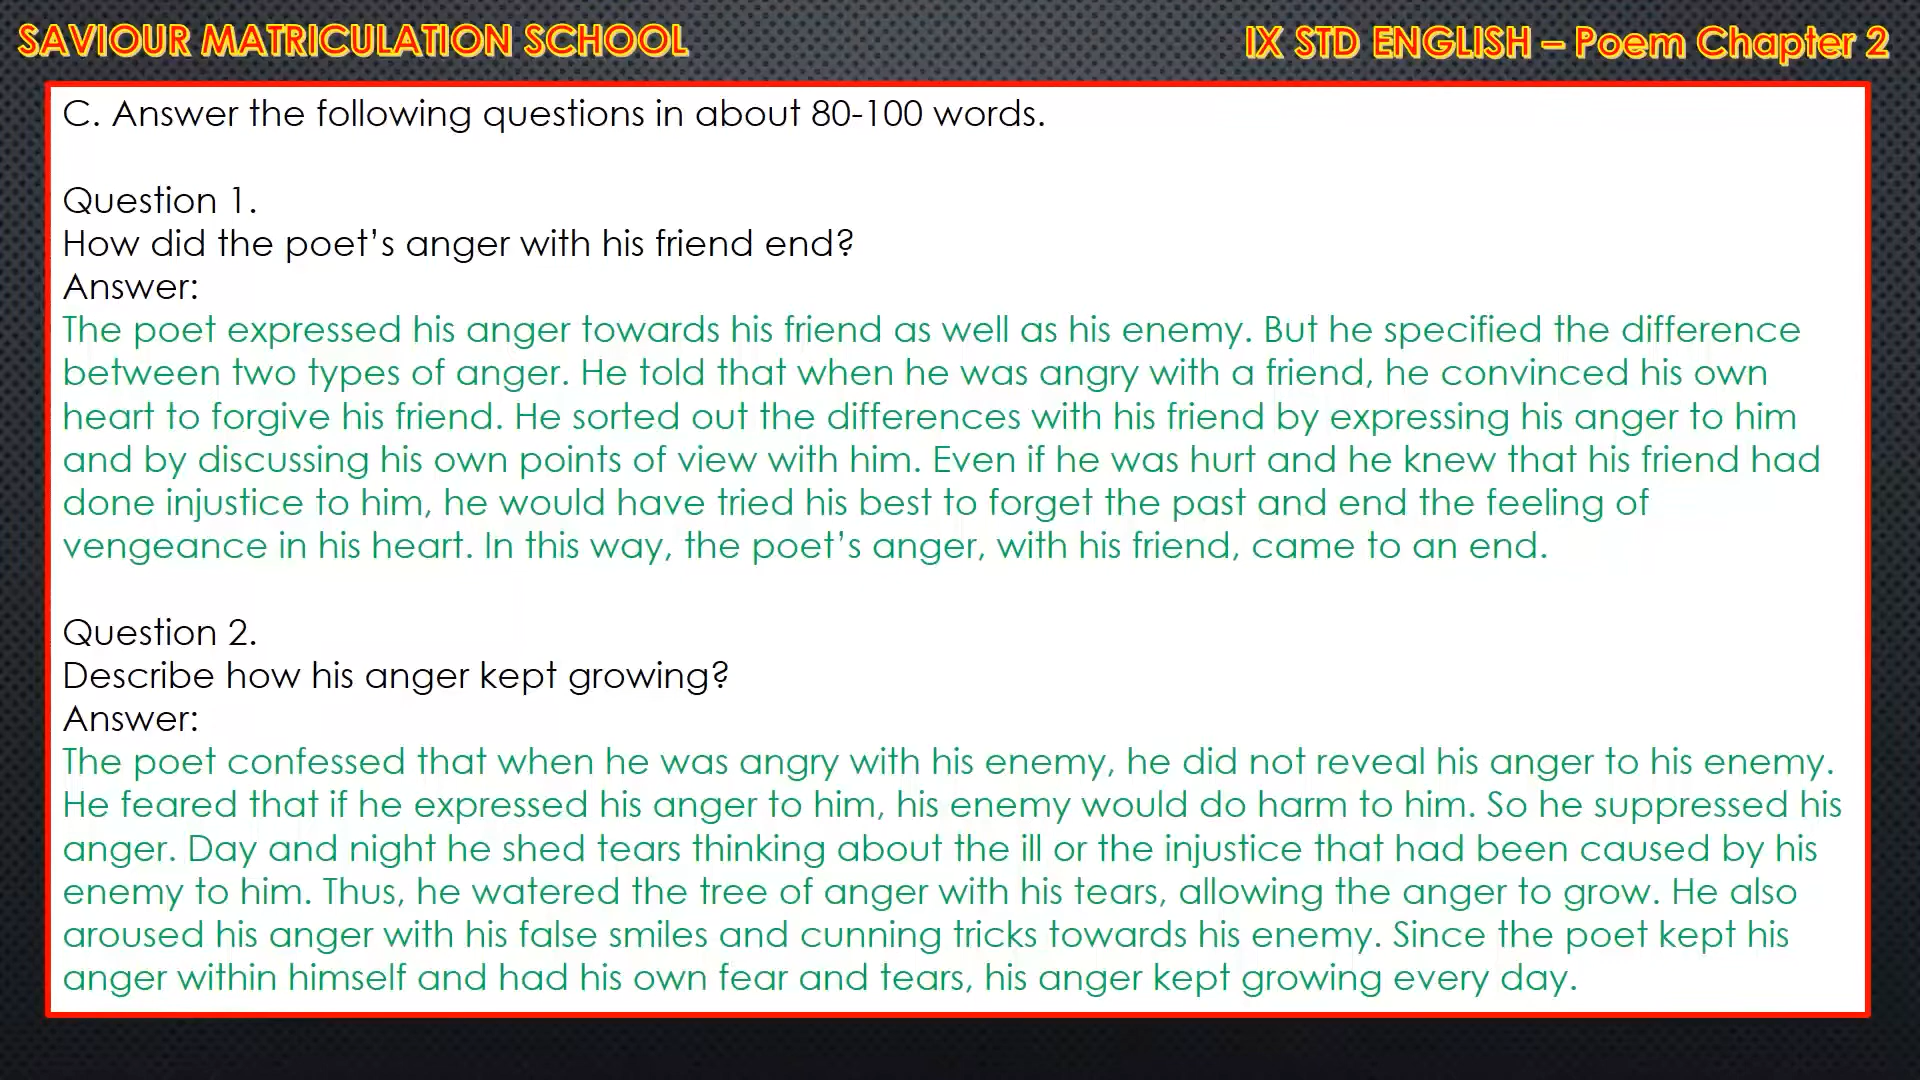 SAVIOUR MATRICULATION SCHOOL
IX STD ENGLISH – Poem Chapter 2
C. Answer the following questions in about 80-100 words.
Question 1.
How did the poet’s anger with his friend end?
Answer:
The poet expressed his anger towards his friend as well as his enemy. But he specified the difference
between two types of anger. He told that when he was angry with a friend, he convinced his own
heart to forgive his friend. He sorted out the differences with his friend by expressing his anger to him
and by discussing his own points of view with him. Even if he was hurt and he knew that his friend had
done injustice to him, he would have tried his best to forget the past and end the feeling of
vengeance in his heart. In this way, the poet’s anger, with his friend, came to an end.
Question 2.
Describe how his anger kept growing?
Answer:
The poet confessed that when he was angry with his enemy, he did not reveal his anger to his enemy.
He feared that if he expressed his anger to him, his enemy would do harm to him. So he suppressed his
anger. Day and night he shed tears thinking about the ill or the injustice that had been caused by his
enemy to him. Thus, he watered the tree of anger with his tears, allowing the anger to grow. He also
aroused his anger with his false smiles and cunning tricks towards his enemy. Since the poet kept his
anger within himself and had his own fear and tears, his anger kept growing every day.